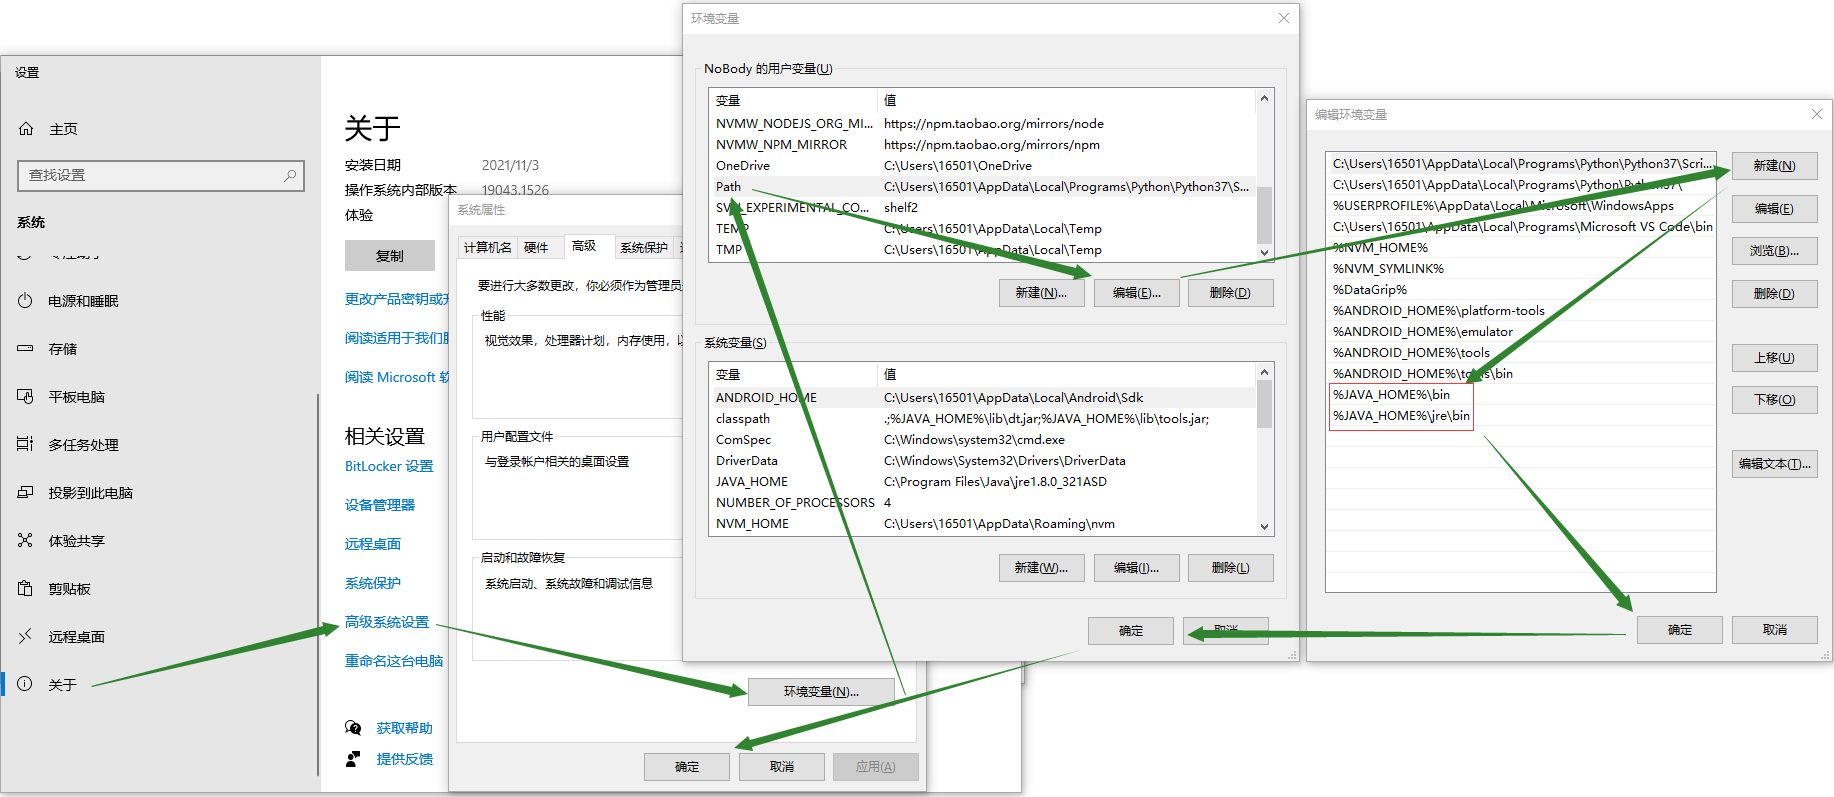 设置
主页
查找设置
系统
电源和睡眠
存储
平板电脑
多任务处理
投影到此电脑
体验共享
剪贴板
远程桌面
关于
关于
安装日期 2021/11/3
操作系统内部版本 19043.1526
体验
复制
更改产品密钥或
阅读适用于我们
阅读 Microsoft 软
相关设置
BitLocker 设置
设备管理器
远程桌面
系统保护
高级系统设置
重命名这台电脑
获取帮助
提供反馈
系统属性
计算机名 硬件 高级 系统保护
要进行大多数更改，你必须作为管理员
性能
视觉效果，处理器计划，内存使用，以
用户配置文件
与登录帐户相关的桌面设置
启动和故障恢复
系统启动、系统故障和调试信息
环境变量(N)...
确定 取消 应用(A)
环境变量
NoBody 的用户变量(U)
变量 值
NVMW_NODEJS_ORG_MI... https://npm.taobao.org/mirrors/node
NVMW_NPM_MIRROR https://npm.taobao.org/mirrors/npm
OneDrive C:\Users\16501\OneDrive
Path C:\Users\16501\AppData\Local\Programs\Python\Python37\S...
SVN_EXPERIMENTAL_CO... shelf2
TEMP C:\Users\16501\AppData\Local\Temp
TMP C:\Users\16501\AppData\Local\Temp
新建(N)... 编辑(E)... 删除(D)
系统变量(S)
变量 值
ANDROID_HOME C:\Users\16501\AppData\Local\Android\Sdk
classpath .;%JAVA_HOME%\lib\dt.jar;%JAVA_HOME%\lib\tools.jar;
ComSpec C:\Windows\system32\cmd.exe
DriverData C:\Windows\System32\Drivers\DriverData
JAVA_HOME C:\Program Files\Java\jre1.8.0_321ASD
NUMBER_OF_PROCESSORS 4
NVM_HOME C:\Users\16501\AppData\Roaming\nvm
新建(W)... 编辑(I)... 删除(L)
确定 取消
编辑环境变量
C:\Users\16501\AppData\Local\Programs\Python\Python37\Scri...
C:\Users\16501\AppData\Local\Programs\Python\Python37\
%USERPROFILE%\AppData\Local\Microsoft\WindowsApps
C:\Users\16501\AppData\Local\Programs\Microsoft VS Code\bin
%NVM_HOME%
%NVM_SYMLINK%
%DataGrip%
%ANDROID_HOME%\platform-tools
%ANDROID_HOME%\emulator
%ANDROID_HOME%\tools
%ANDROID_HOME%\tools\bin
%JAVA_HOME%\bin
%JAVA_HOME%\jre\bin
新建(N)
编辑(E)
浏览(B)...
删除(D)
上移(U)
下移(O)
编辑文本(T)...
确定 取消